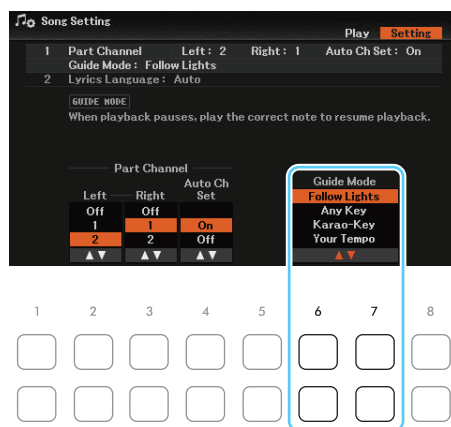 Song Setting
Play Setting
1 Part Channel Left: 2 Right: 1 Auto Ch Set: On
Guide Mode: Follow Lights
2 Lyrics Language: Auto
GUIDE MODE
When playback pauses, play the correct note to resume playback.
Part Channel
Left Right Auto Ch Set
Guide Mode
Off Off Follow Lights
1 1 On Any Key
2 2 Off Karao-Key
Your Tempo
▲▼ ▲▼ ▲▼ ▲▼
1 2 3 4 5 6 7 8